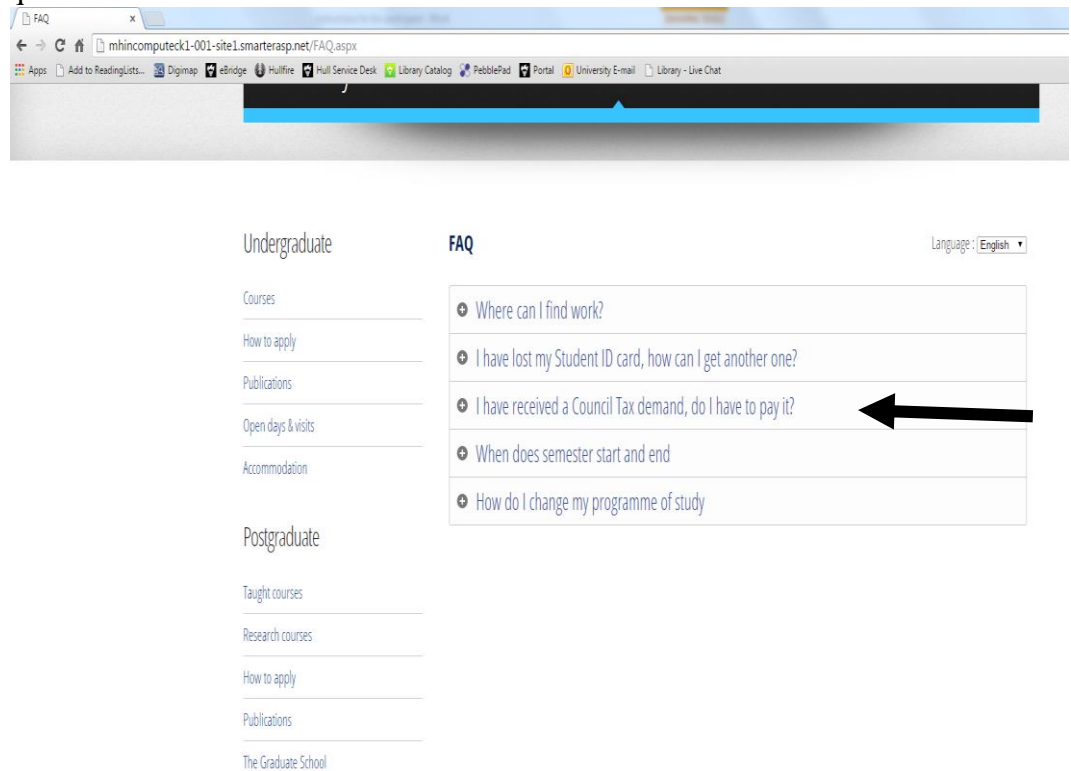 FAQ
mhincomputeck1-001-site1.smarterasp.net/FAQ.aspx
Apps Add to ReadingLists... Digimap eBridge Hullfire Hull Service Desk Library Catalog PebblePad Portal University E-mail Library - Live Chat
Undergraduate
Courses
How to apply
Publications
Open days & visits
Accommodation
Postgraduate
Taught courses
Research courses
How to apply
Publications
The Graduate School
FAQ
Language : English
Where can I find work?
I have lost my Student ID card, how can I get another one?
I have received a Council Tax demand, do I have to pay it?
When does semester start and end
How do I change my programme of study